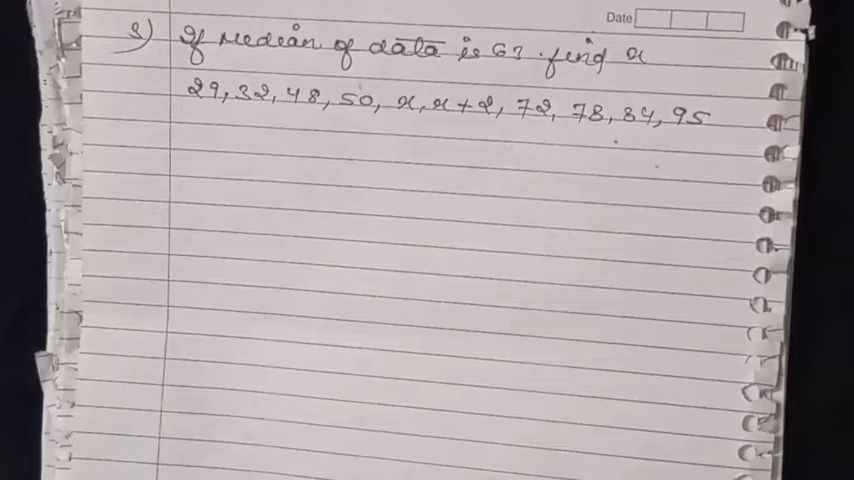 Date
3) If Median of data is 63. find x
29, 32, 48, 50, x, x+2, 72, 78, 84, 95